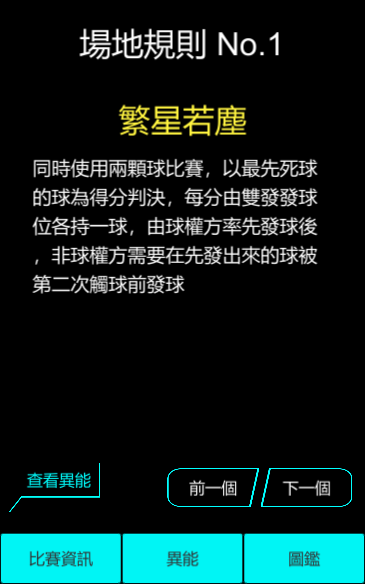 場地規則 No.1
繁星若塵
同時使用兩顆球比賽，以最先死球
的球為得分判決，每分由雙發發球
位各持一球，由球權方率先發球後
，非球權方需要在先發出來的球被
第二次觸球前發球
查看異能
前一個
下一個
比賽資訊
異能
圖鑑